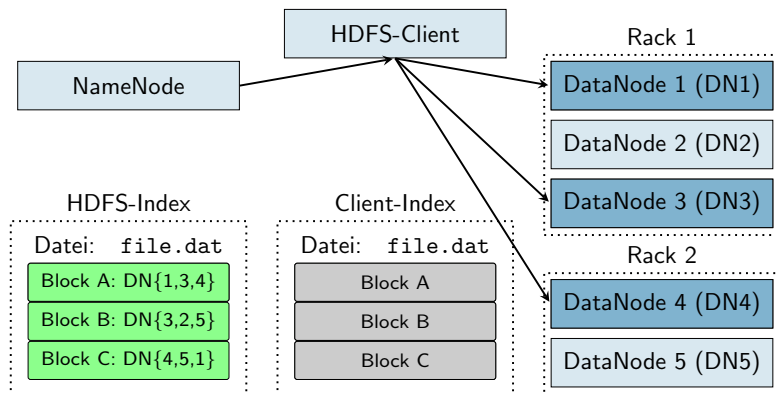 HDFS-Client
NameNode
Rack 1
DataNode 1 (DN1)
DataNode 2 (DN2)
DataNode 3 (DN3)
Rack 2
DataNode 4 (DN4)
DataNode 5 (DN5)
HDFS-Index
Datei: file.dat
Block A: DN{1,3,4}
Block B: DN{3,2,5}
Block C: DN{4,5,1}
Client-Index
Datei: file.dat
Block A
Block B
Block C